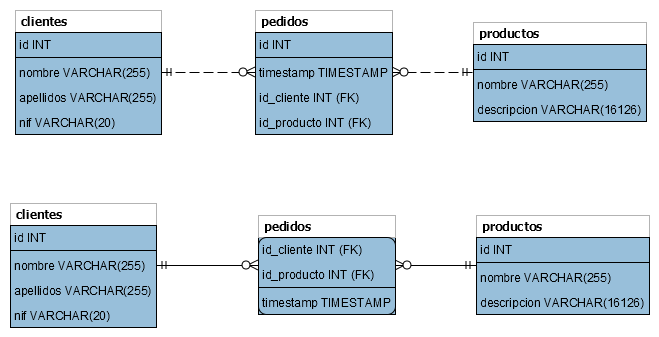 clientes
id INT
nombre VARCHAR(255)
apellidos VARCHAR(255)
nif VARCHAR(20)
pedidos
id INT
timestamp TIMESTAMP
id_cliente INT (FK)
id_producto INT (FK)
productos
id INT
nombre VARCHAR(255)
descripcion VARCHAR(16126)
clientes
id INT
nombre VARCHAR(255)
apellidos VARCHAR(255)
nif VARCHAR(20)
pedidos
id_cliente INT (FK)
id_producto INT (FK)
timestamp TIMESTAMP
productos
id INT
nombre VARCHAR(255)
descripcion VARCHAR(16126)